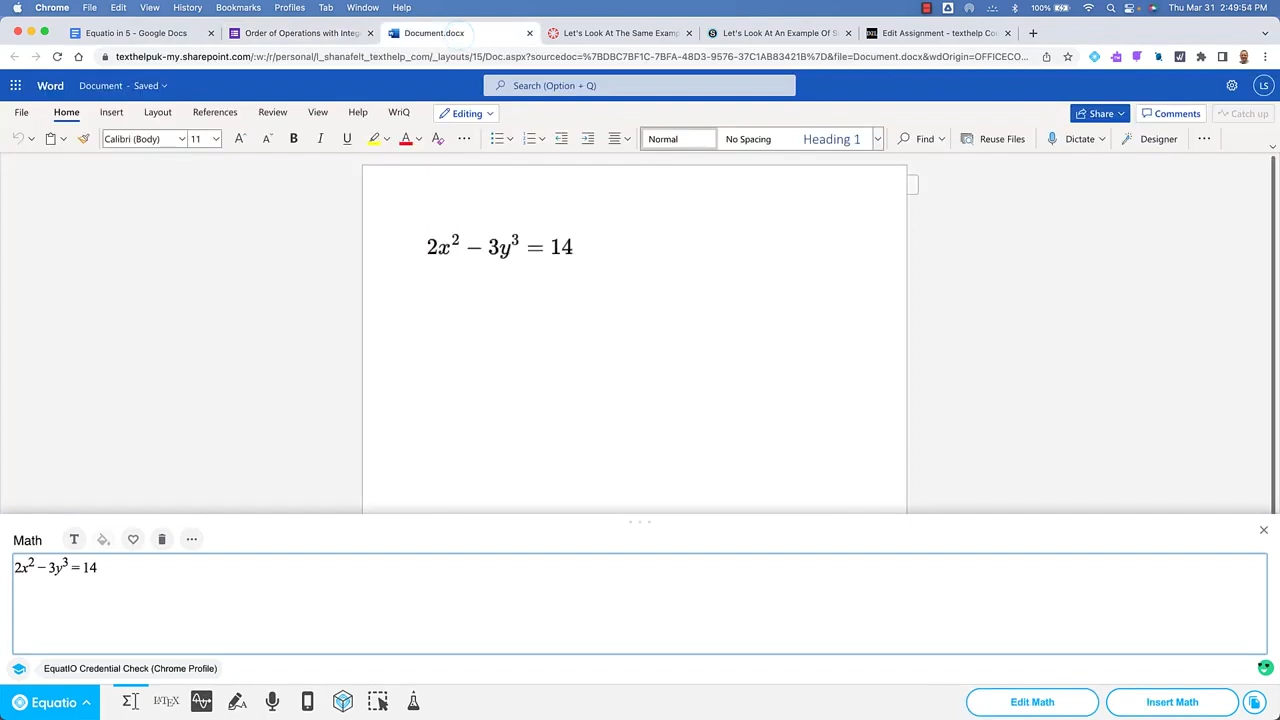 Chrome File Edit View History Bookmarks Profiles Tab Window Help 100% Thu Mar 31 2:49:54 PM
Equatio in 5 - Google Docs Order of Operations with Integ Document.docx Let's Look At The Same Examp Let's Look At An Example Of S IXL Edit Assignment - texthelp Cou
texthelpuk-my.sharepoint.com/:w:/r/personal/l_shanafelt_texthelp_com/_layouts/15/Doc.aspx?sourcedoc=%7BDBC7BF1C-7BFA-48D3-9576-37C1AB83421B%7D&file=Document.docx&wdOrigin=OFFICECO...
Word Document - Saved Search (Option + Q) LS
File Home Insert Layout References Review View Help WriQ Editing Share Comments Catch up
Calibri (Body) 11 A A B I U A A Normal No Spacing Heading 1 Find Reuse Files Dictate Designer
2x² − 3y³ = 14
Math T
2x² − 3y³ = 14
EquatIO Credential Check (Chrome Profile)
Equatio LATEX Edit Math Insert Math